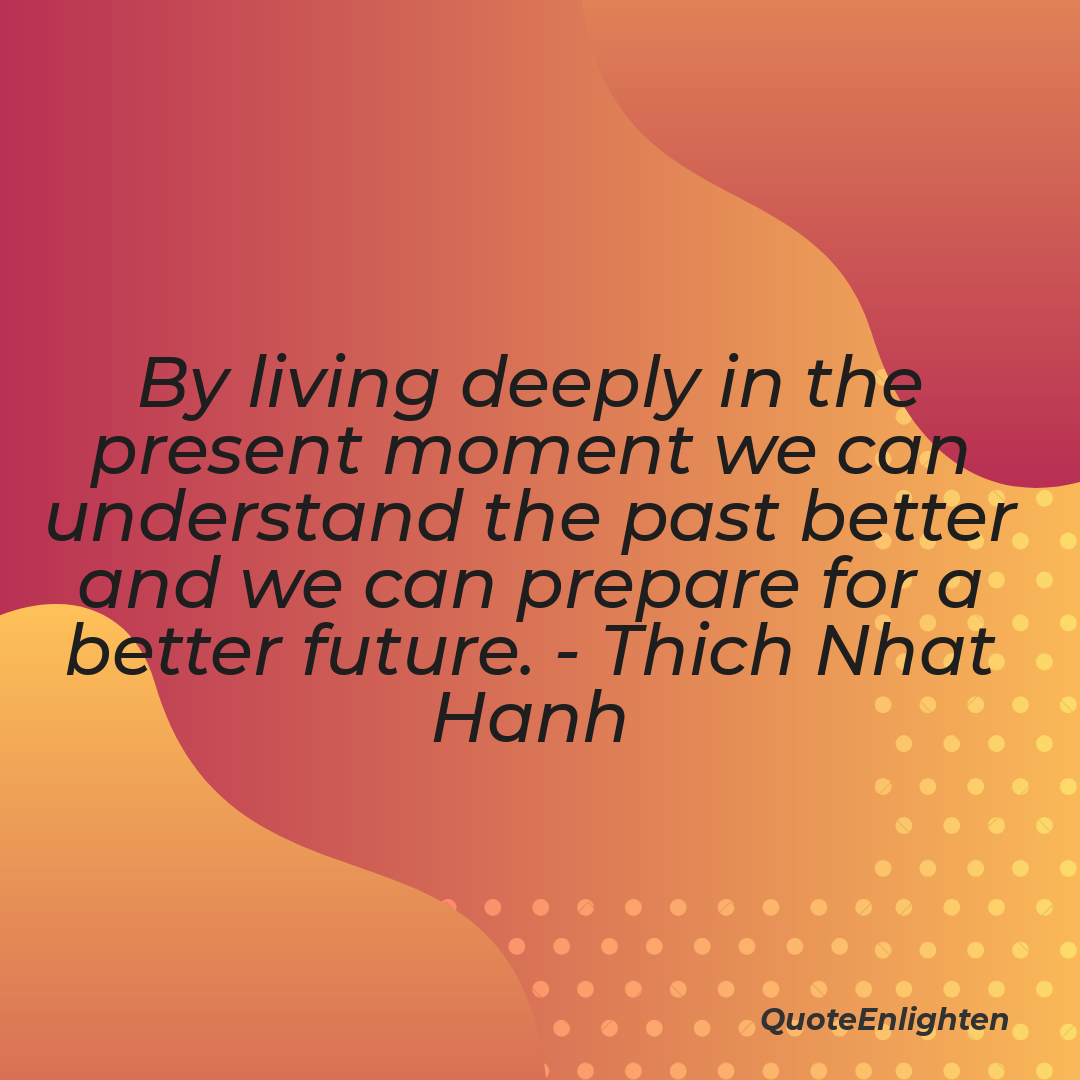 By living deeply in the
present moment we can
understand the past better
and we can prepare for a
better future. - Thich Nhat
Hanh
QuoteEnlighten